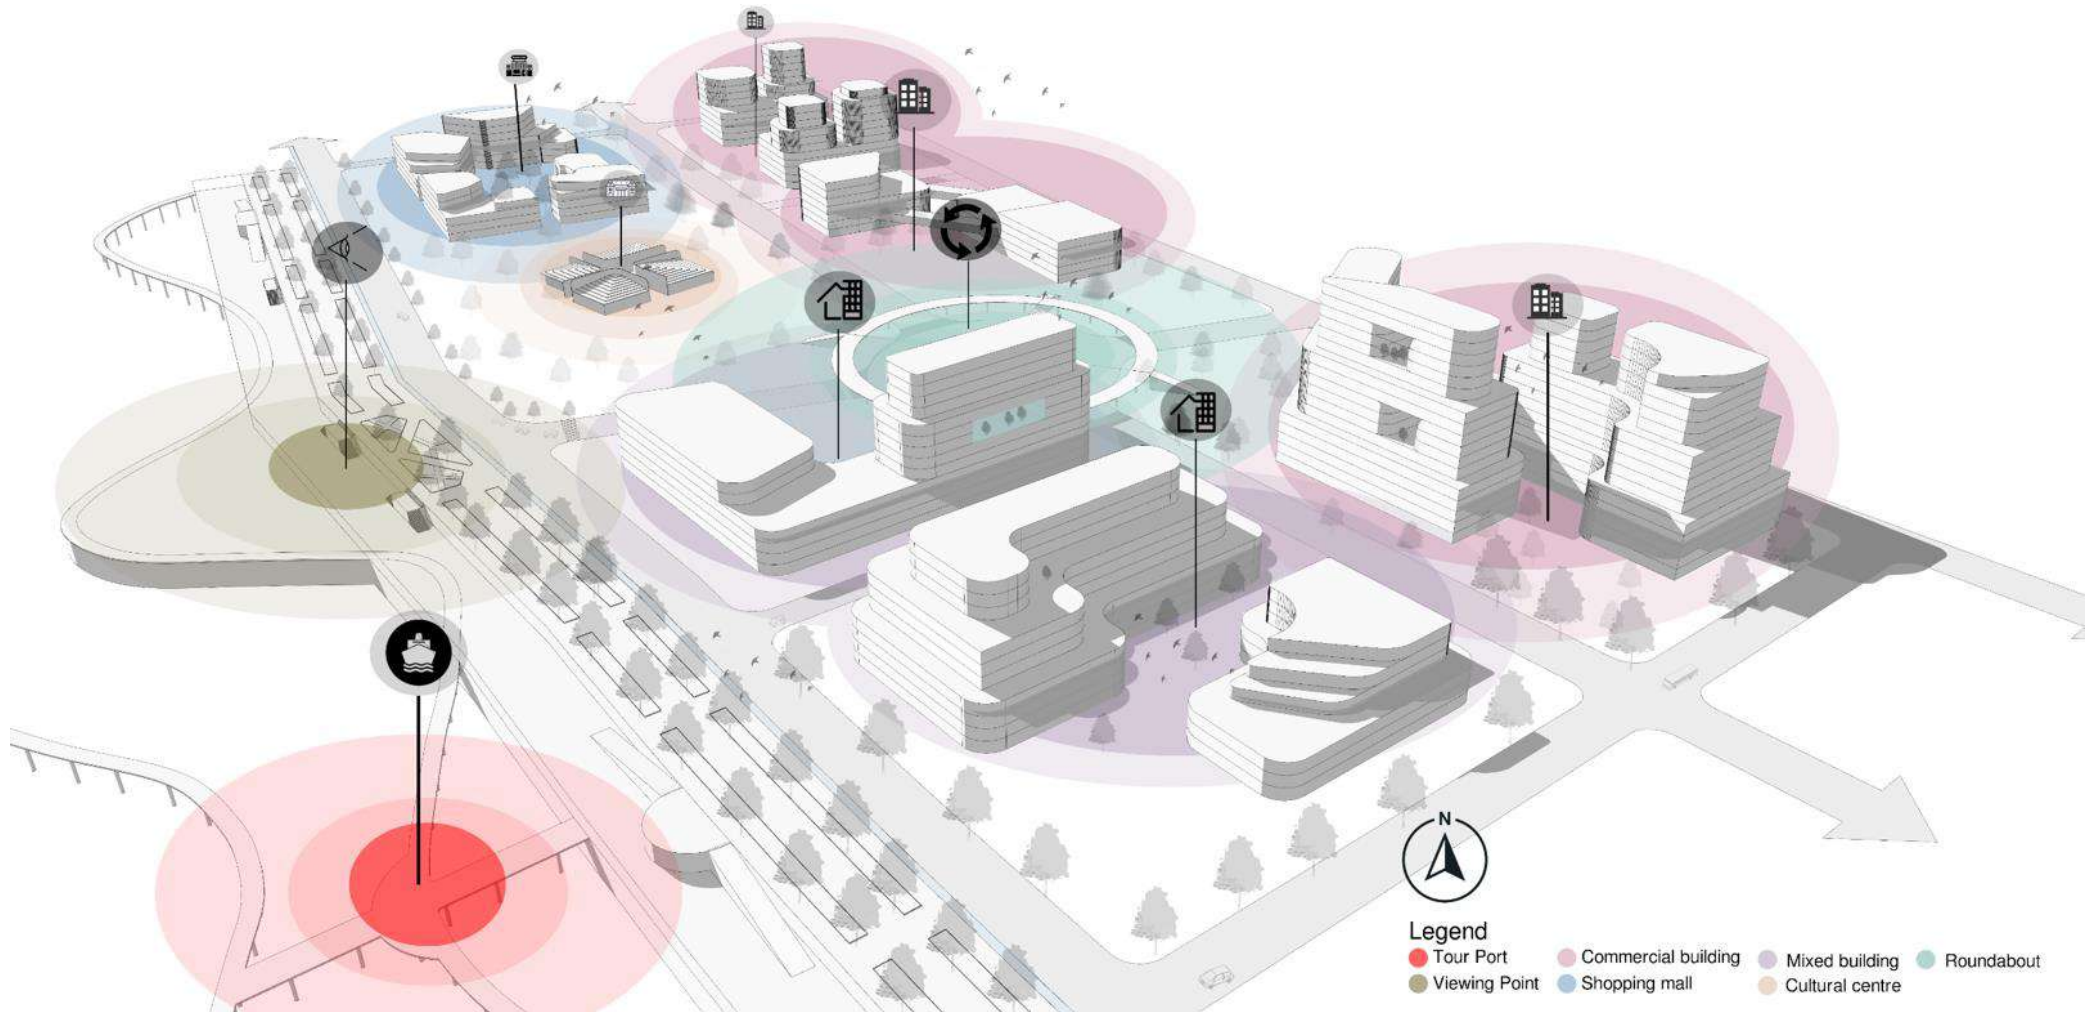 N
Legend
Tour Port
Commercial building
Mixed building
Roundabout
Viewing Point
Shopping mall
Cultural centre